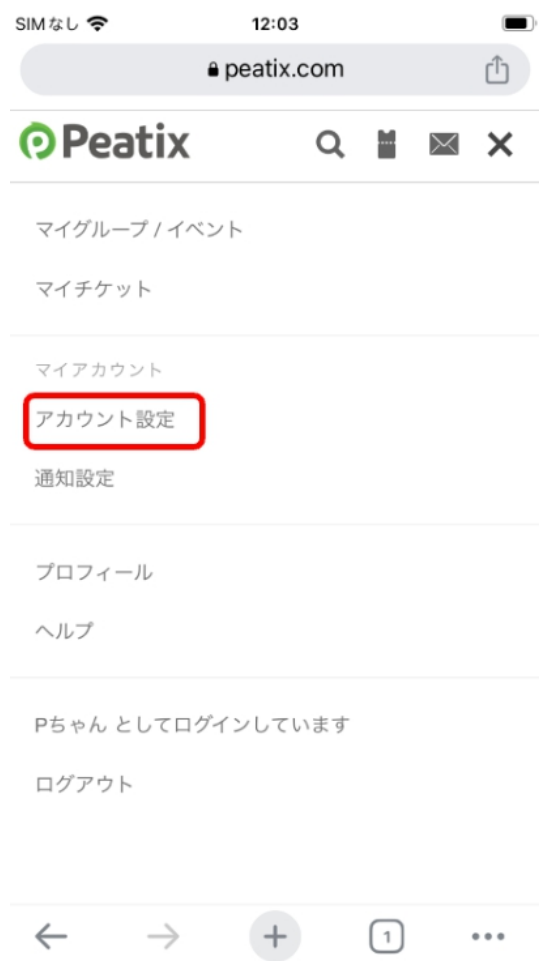 SIMなし 12:03
peatix.com
Peatix
マイグループ / イベント
マイチケット
マイアカウント
アカウント設定
通知設定
プロフィール
ヘルプ
Pちゃん としてログインしています
ログアウト
1